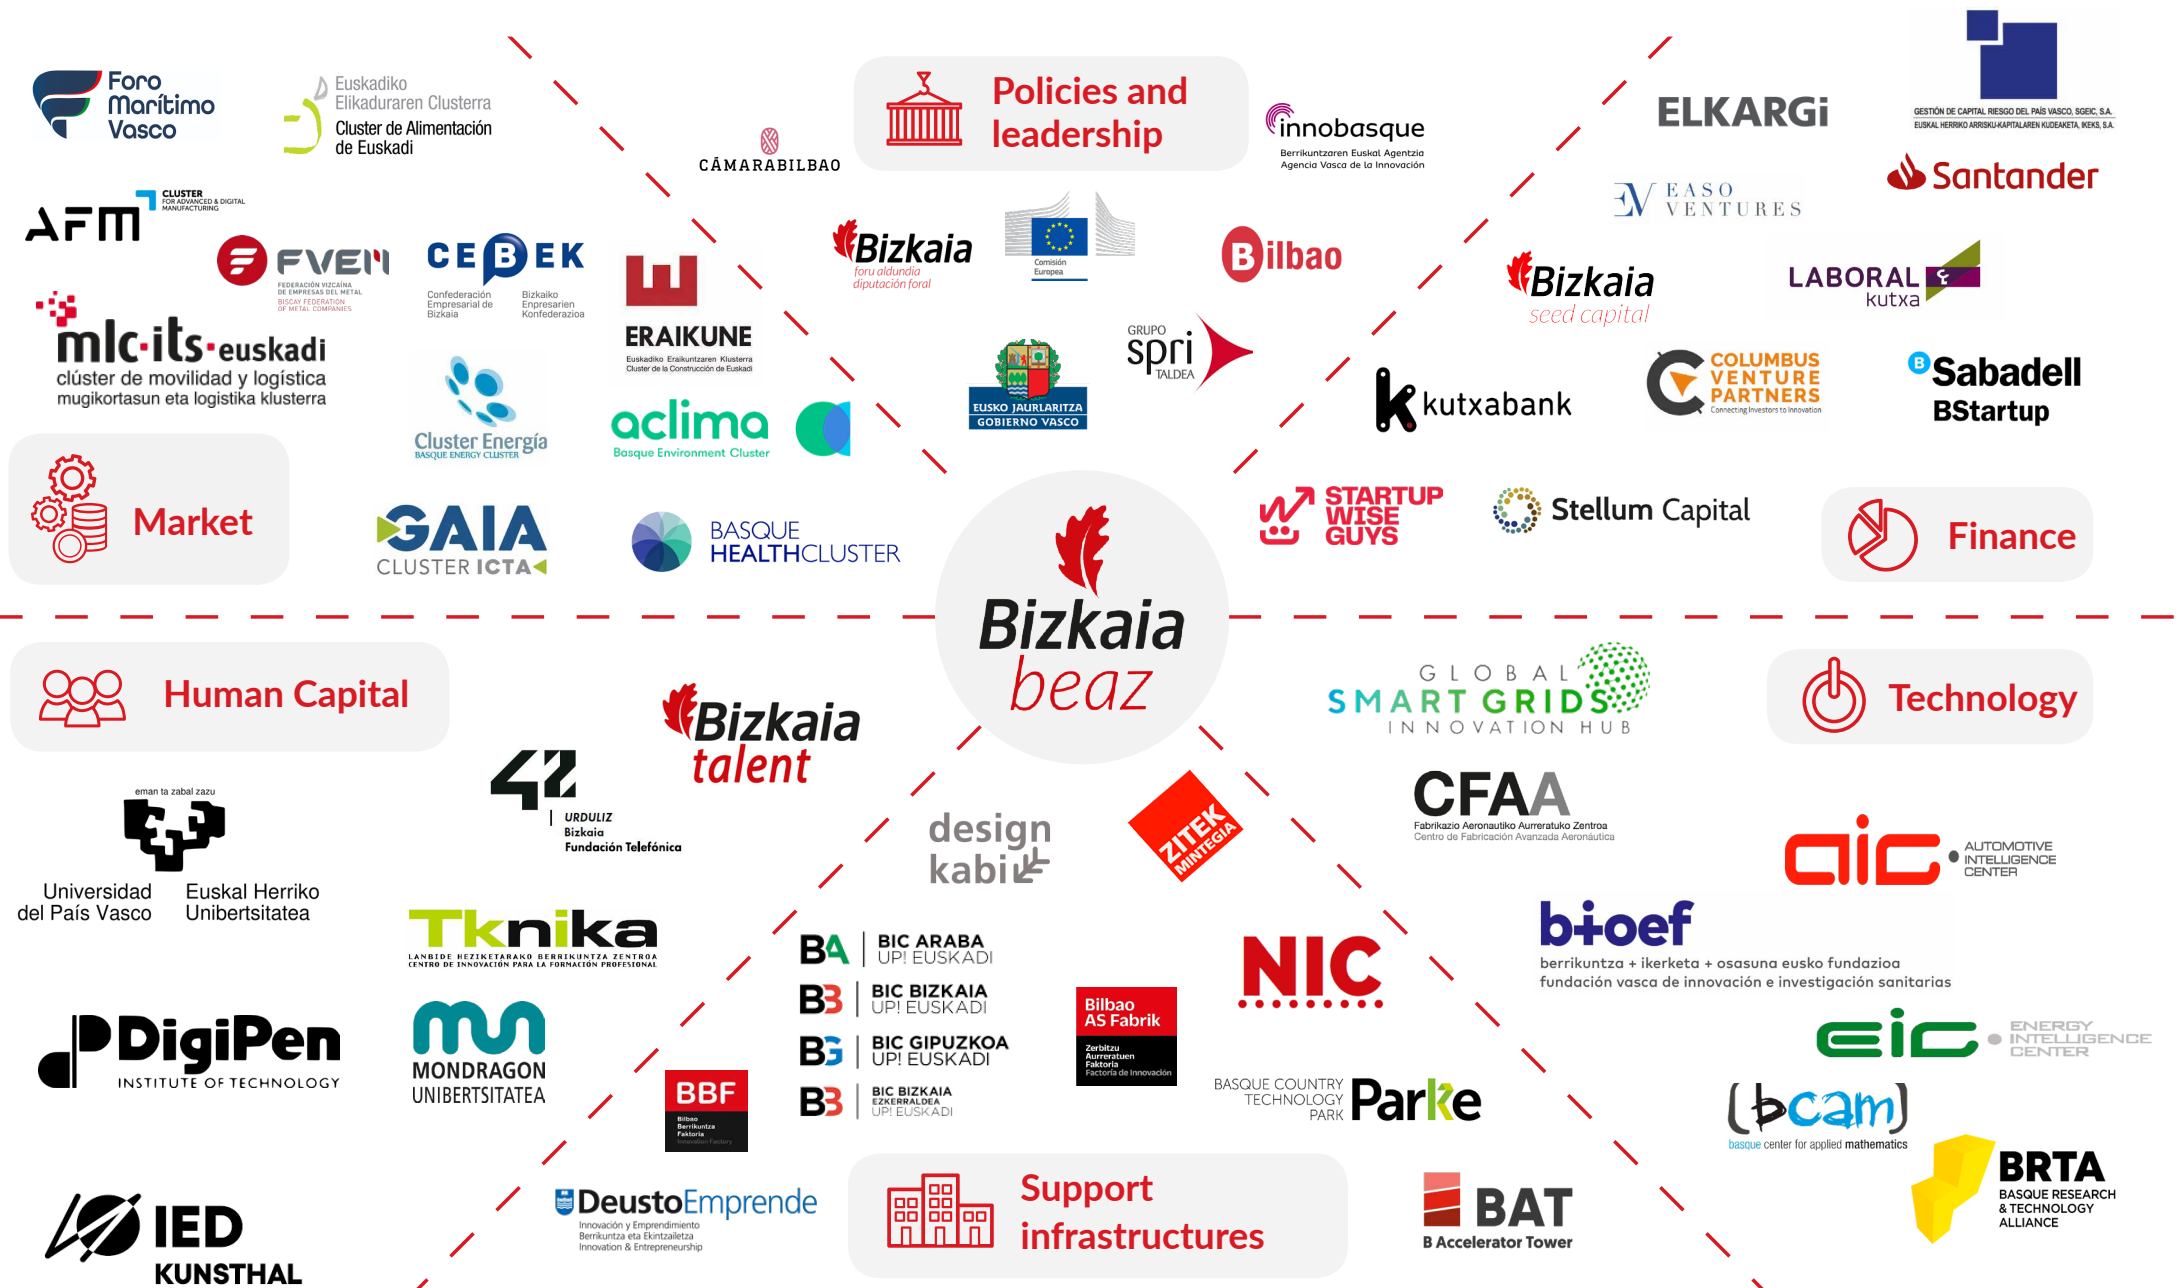 Foro
Marítimo
Vasco
Euskadiko
Elikaduraren Clusterra
Cluster de Alimentación
de Euskadi
AFM
CLUSTER
FOR ADVANCED & DIGITAL
MANUFACTURING
FVEM
FEDERACIÓN VIZCAÍNA
DE EMPRESAS DEL METAL
BISCAY FEDERATION
OF METAL COMPANIES
CEBEK
Confederación
Empresarial de
Bizkaia
Bizkaiko
Enpresarien
Konfederazioa
ERAIKUNE
Euskadiko Eraikuntzaren Klusterra
Cluster de la Construcción de Euskadi
mlc·its·euskadi
clúster de movilidad y logística
mugikortasun eta logistika klusterra
Cluster Energía
BASQUE ENERGY CLUSTER
aclima
Basque Environment Cluster
Market
GAIA
CLUSTER ICTA
BASQUE
HEALTHCLUSTER
Policies and
leadership
CÁMARABILBAO
innobasque
Berrikuntzaren Euskal Agentzia
Agencia Vasca de la Innovación
Bizkaia
foru aldundia
diputación foral
Comisión
Europea
Bilbao
GRUPO
spri
TALDEA
EUSKO JAURLARITZA
GOBIERNO VASCO
ELKARGi
GESTIÓN DE CAPITAL RIESGO DEL PAÍS VASCO, SGEIC, S.A.
EUSKAL HERRIKO ARRISKU-KAPITALAREN KUDEAKETA, IKEKS, S.A.
Santander
EV
EASO
VENTURES
Bizkaia
seed capital
LABORAL
kutxa
kutxabank
COLUMBUS
VENTURE
PARTNERS
Connecting Investors to Innovation
B Sabadell
BStartup
STARTUP
WISE
GUYS
Stellum Capital
Finance
Bizkaia
beaz
Human Capital
Bizkaia
talent
42
URDULIZ
Bizkaia
Fundación Telefónica
eman ta zabal zazu
Universidad
del País Vasco
Euskal Herriko
Unibertsitatea
Tknika
LANBIDE HEZIKETARAKO BERRIKUNTZA ZENTROA
CENTRO DE INNOVACIÓN PARA LA FORMACIÓN PROFESIONAL
DigiPen
INSTITUTE OF TECHNOLOGY
MONDRAGON
UNIBERTSITATEA
IED
KUNSTHAL
design
kabi
ZITEK
MINTEGIA
BA
BIC ARABA
UP! EUSKADI
BB
BIC BIZKAIA
UP! EUSKADI
BG
BIC GIPUZKOA
UP! EUSKADI
BB
BIC BIZKAIA
EZKERRALDEA
UP! EUSKADI
NIC
Bilbao
AS Fabrik
Zerbitzu
Aurreratuen
Faktoria
Factoría de Innovación
BBF
Bilbao
Berrikuntza
Faktoria
Innovation Factory
BASQUE COUNTRY
TECHNOLOGY
PARK
Parke
DeustoEmprende
Innovación y Emprendimiento
Berrikuntza eta Ekintzailetza
Innovation & Entrepreneurship
Support
infrastructures
BAT
B Accelerator Tower
GLOBAL
SMART GRIDS
INNOVATION HUB
Technology
CFAA
Fabrikazio Aeronautiko Aurreratuko Zentroa
Centro de Fabricación Avanzada Aeronáutica
aic
AUTOMOTIVE
INTELLIGENCE
CENTER
bioef
berrikuntza + ikerketa + osasuna eusko fundazioa
fundación vasca de innovación e investigación sanitarias
eic
ENERGY
INTELLIGENCE
CENTER
(bcam)
basque center for applied mathematics
BRTA
BASQUE RESEARCH
& TECHNOLOGY
ALLIANCE